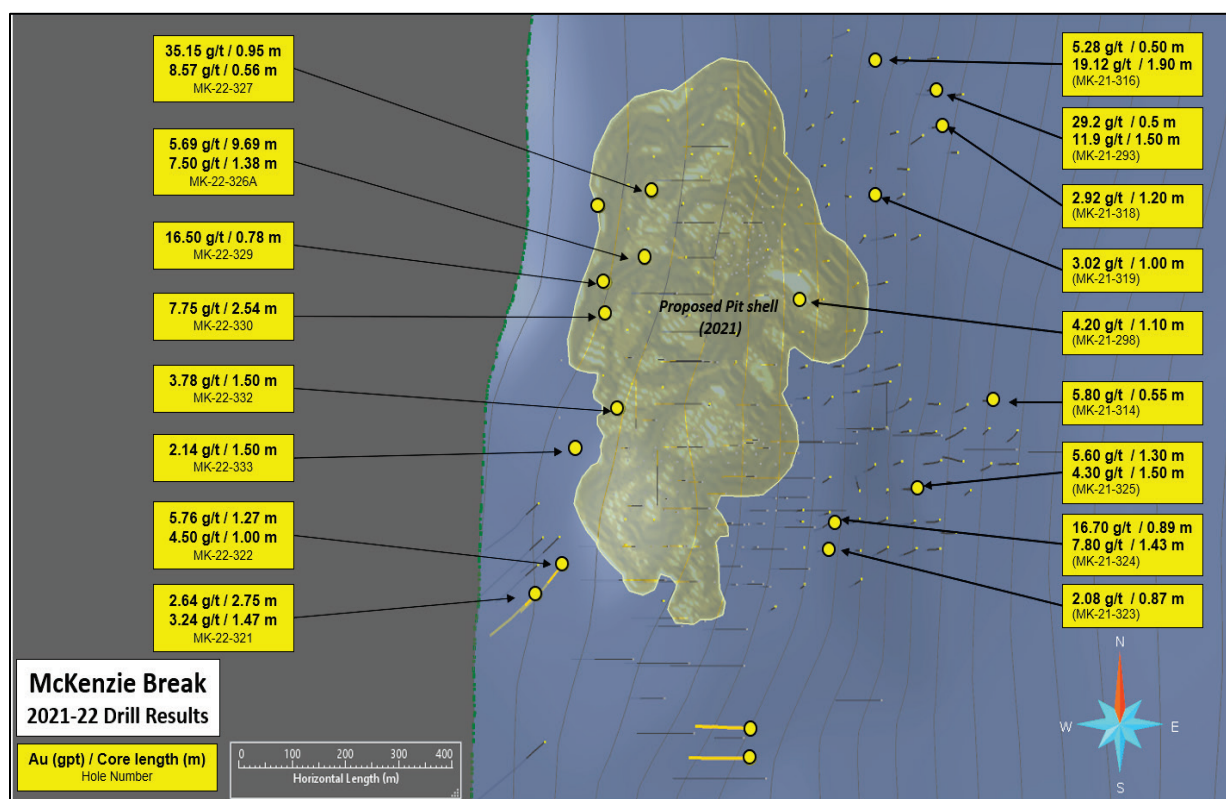 35.15 g/t / 0.95 m
8.57 g/t / 0.56 m
MK-22-327
5.69 g/t / 9.69 m
7.50 g/t / 1.38 m
MK-22-326A
16.50 g/t / 0.78 m
MK-22-329
7.75 g/t / 2.54 m
MK-22-330
3.78 g/t / 1.50 m
MK-22-332
2.14 g/t / 1.50 m
MK-22-333
5.76 g/t / 1.27 m
4.50 g/t / 1.00 m
MK-22-322
2.64 g/t / 2.75 m
3.24 g/t / 1.47 m
MK-22-321
Proposed Pit shell
(2021)
5.28 g/t / 0.50 m
19.12 g/t / 1.90 m
(MK-21-316)
29.2 g/t / 0.5 m
11.9 g/t / 1.50 m
(MK-21-293)
2.92 g/t / 1.20 m
(MK-21-318)
3.02 g/t / 1.00 m
(MK-21-319)
4.20 g/t / 1.10 m
(MK-21-298)
5.80 g/t / 0.55 m
(MK-21-314)
5.60 g/t / 1.30 m
4.30 g/t / 1.50 m
(MK-21-325)
16.70 g/t / 0.89 m
7.80 g/t / 1.43 m
(MK-21-324)
2.08 g/t / 0.87 m
(MK-21-323)
McKenzie Break
2021-22 Drill Results
Au (gpt) / Core length (m)
Hole Number
0 100 200 300 400
Horizontal Length (m)
N
W E
S